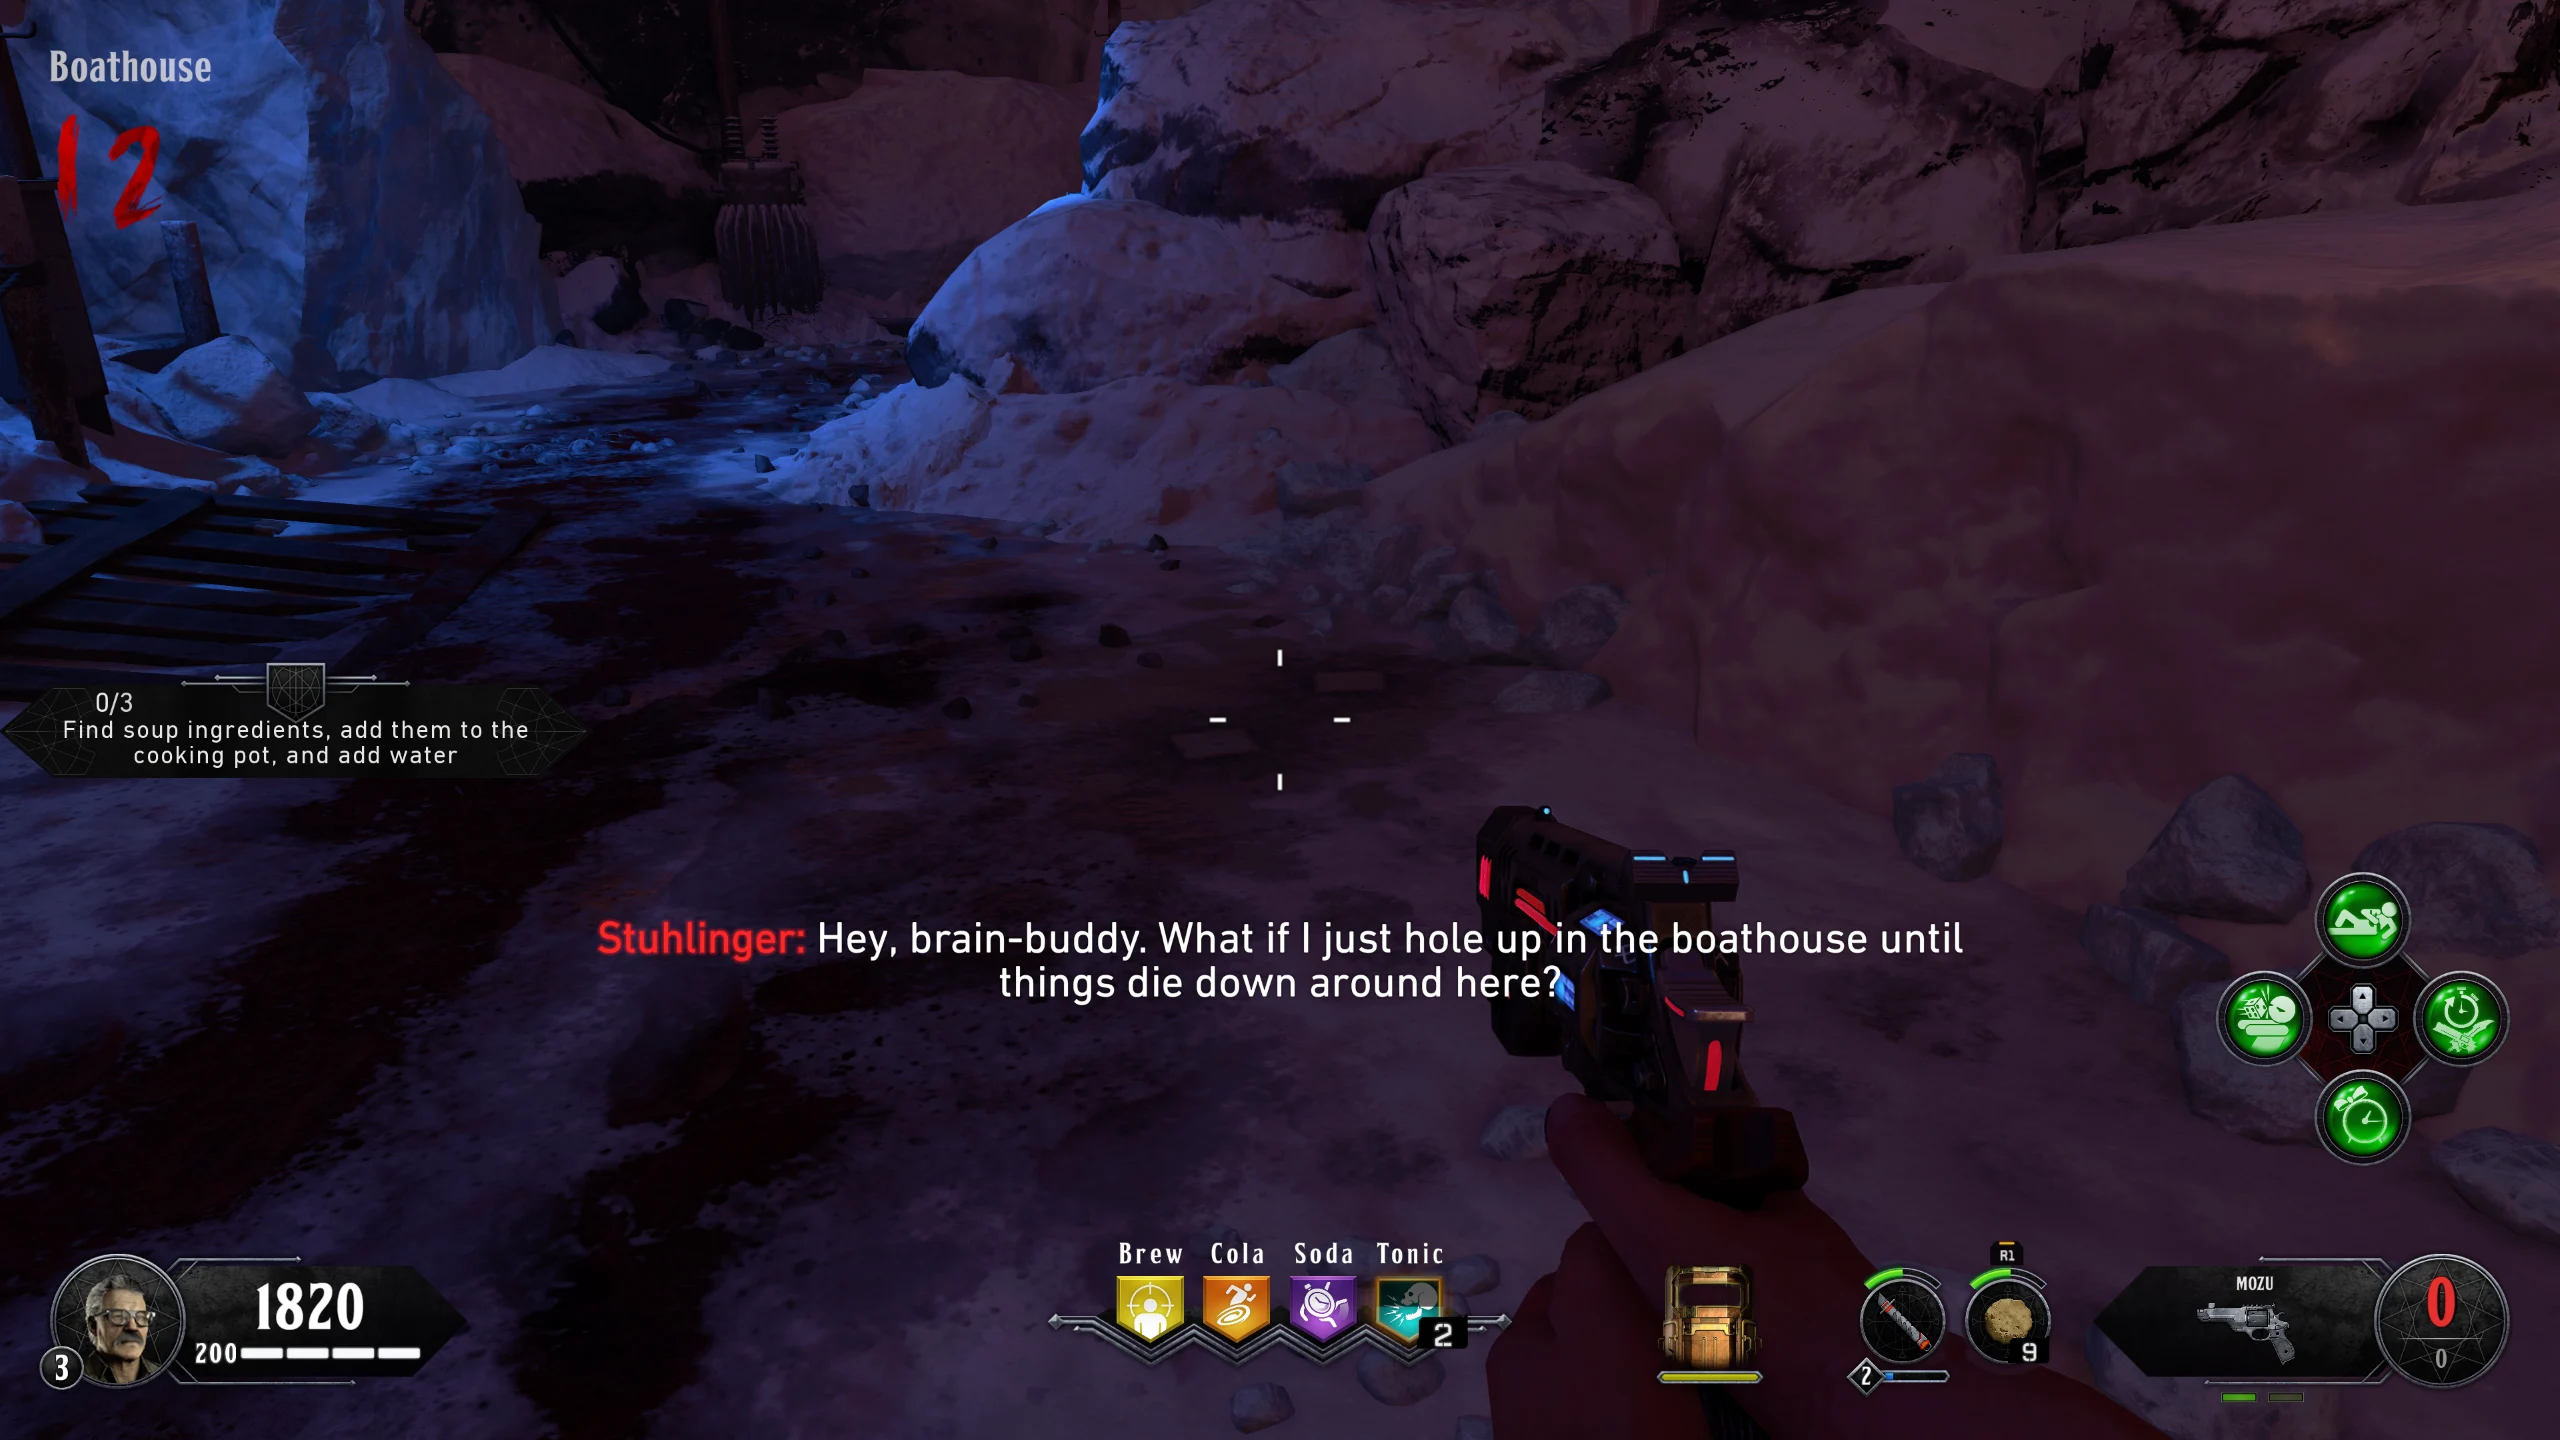 Boathouse
12
0/3
Find soup ingredients, add them to the
cooking pot, and add water
Stuhlinger: Hey, brain-buddy. What if I just hole up in the boathouse until
things die down around here?
Brew Cola Soda Tonic
2
R1
9
2
MOZU
0
0
1820
200
3